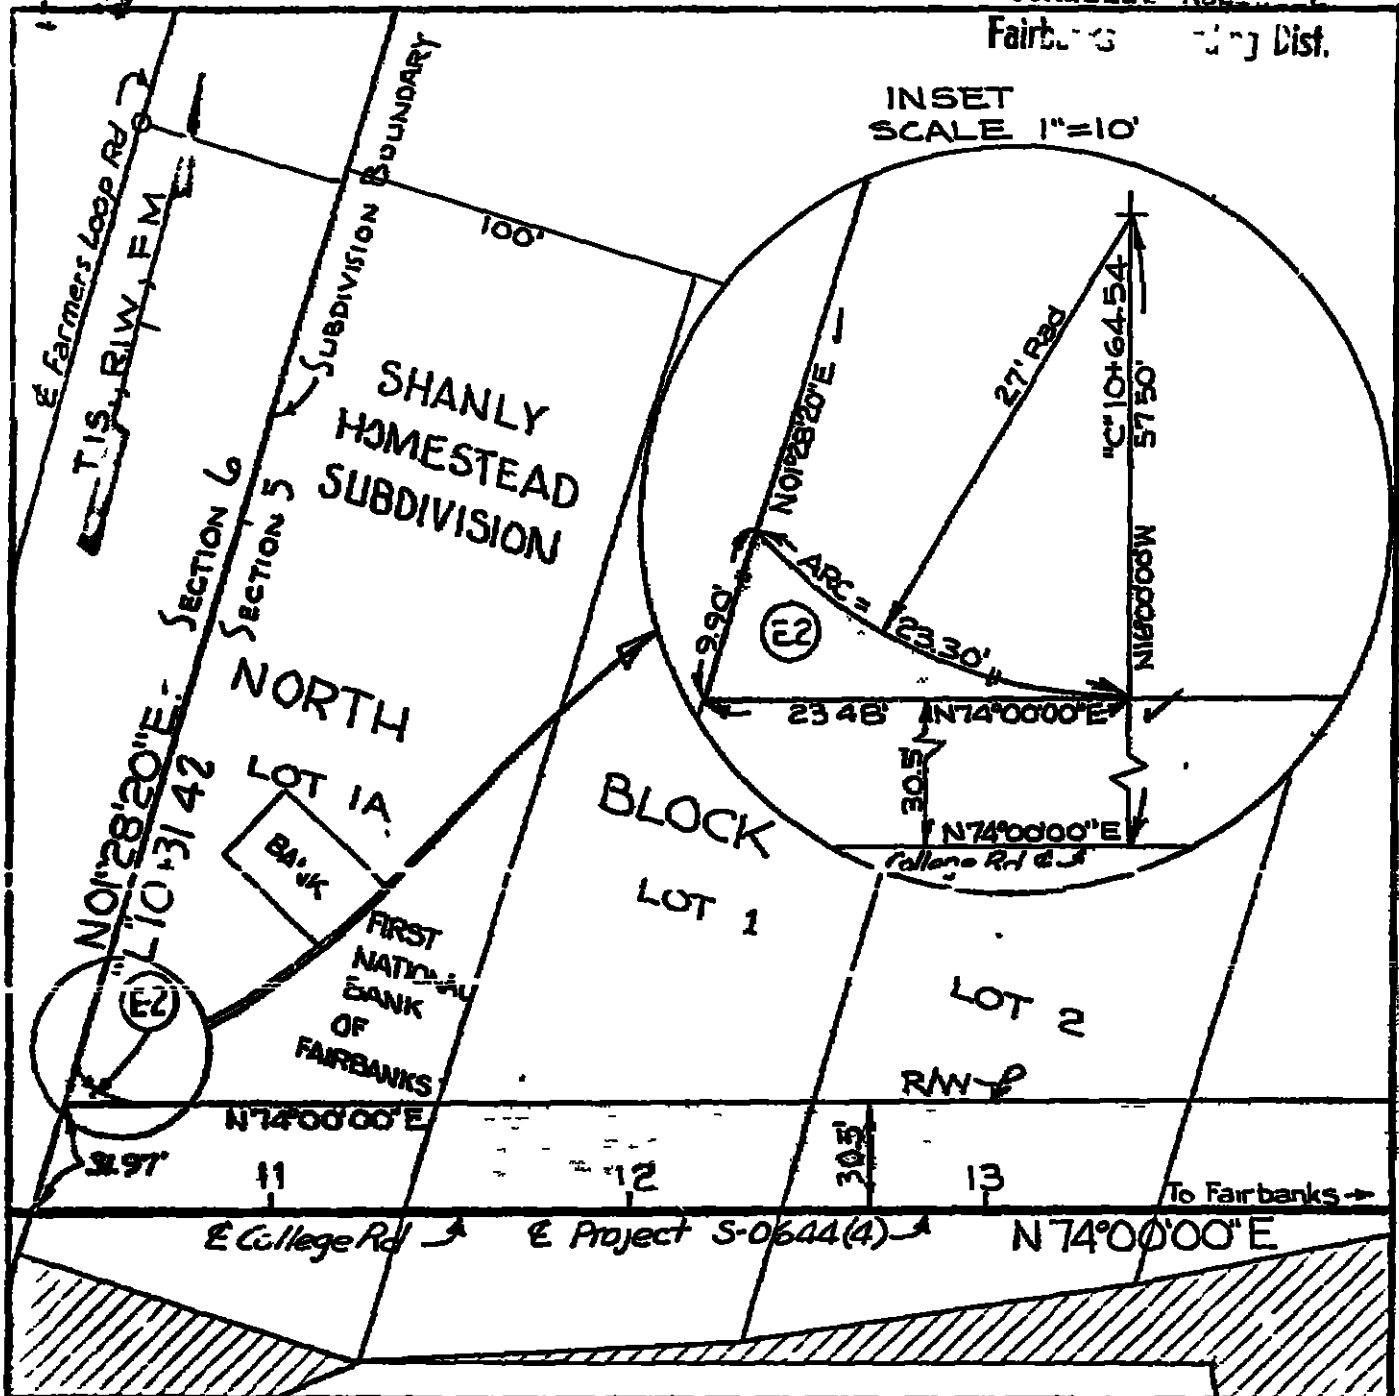 Dist.
INSET
SCALE 1"=10'
℄ Farmers Loop Rd
T1S, R1W, FM
SUBDIVISION BOUNDARY
100'
SHANLY
HOMESTEAD
SUBDIVISION
SECTION 6
SECTION 5
N01°28'20"E
27' Rad
"C" 10+64.54
57.50'
N16°00'00"W
9.90'
ARC = 23.30'
E2
23.48'
N74°00'00"E
30.5'
N74°00'00"E
College Rd ℄
NORTH
BLOCK
LOT 1A
BANK
LOT 1
LOT 2
N01°28'20"E
"L" 10+31.42
FIRST
NATIONAL
BANK
OF
FAIRBANKS
E-2
R/W
N74°00'00"E
31.97'
30.5'
11
12
13
To Fairbanks
℄ College Rd
℄ Project S-0644(4)
N74°00'00"E